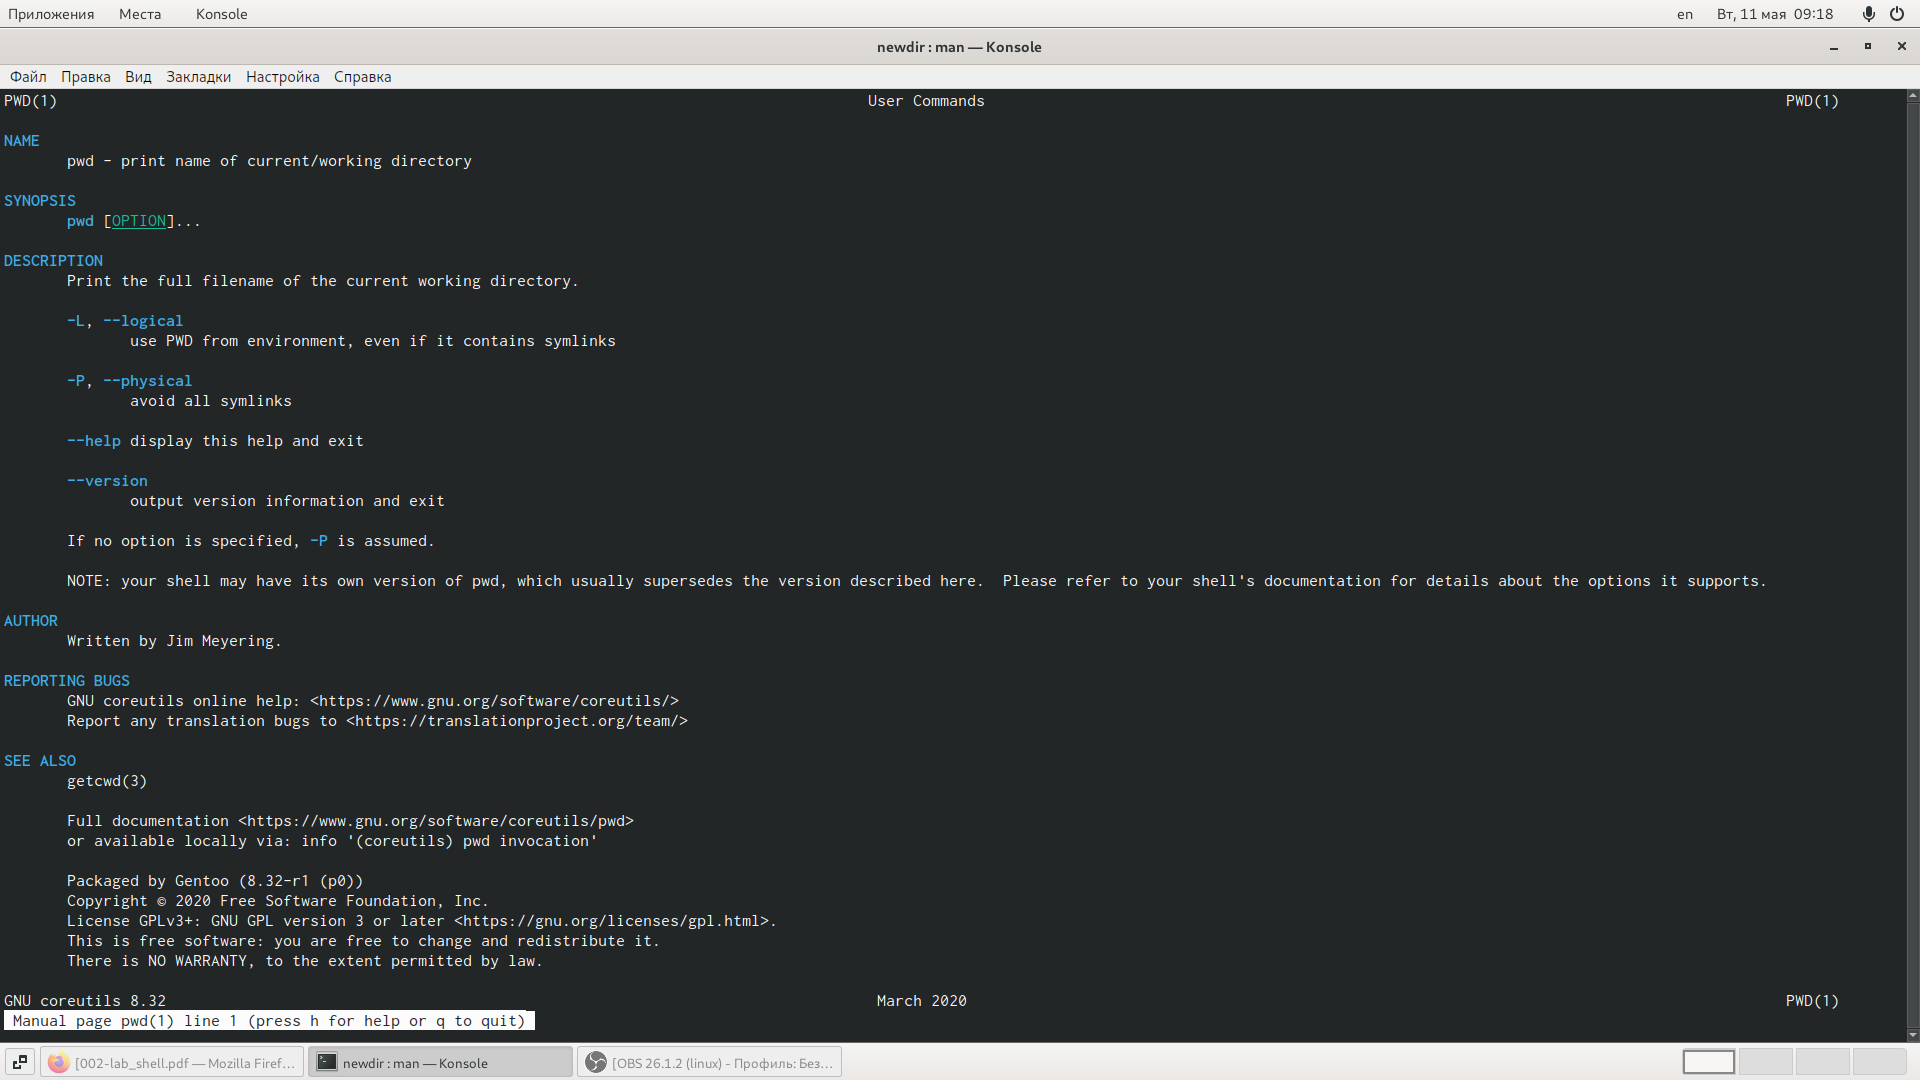 Приложения Места Konsole en Вт, 11 мая 09:18
newdir : man — Konsole
Файл Правка Вид Закладки Настройка Справка
PWD(1) User Commands PWD(1)
NAME
pwd - print name of current/working directory
SYNOPSIS
pwd [OPTION]...
DESCRIPTION
Print the full filename of the current working directory.
-L, --logical
use PWD from environment, even if it contains symlinks
-P, --physical
avoid all symlinks
--help display this help and exit
--version
output version information and exit
If no option is specified, -P is assumed.
NOTE: your shell may have its own version of pwd, which usually supersedes the version described here.  Please refer to your shell's documentation for details about the options it supports.
AUTHOR
Written by Jim Meyering.
REPORTING BUGS
GNU coreutils online help: <https://www.gnu.org/software/coreutils/>
Report any translation bugs to <https://translationproject.org/team/>
SEE ALSO
getcwd(3)
Full documentation <https://www.gnu.org/software/coreutils/pwd>
or available locally via: info '(coreutils) pwd invocation'
Packaged by Gentoo (8.32-r1 (p0))
Copyright © 2020 Free Software Foundation, Inc.
License GPLv3+: GNU GPL version 3 or later <https://gnu.org/licenses/gpl.html>.
This is free software: you are free to change and redistribute it.
There is NO WARRANTY, to the extent permitted by law.
GNU coreutils 8.32 March 2020 PWD(1)
Manual page pwd(1) line 1 (press h for help or q to quit)
[002-lab_shell.pdf — Mozilla Firef... newdir : man — Konsole [OBS 26.1.2 (linux) - Профиль: Без...